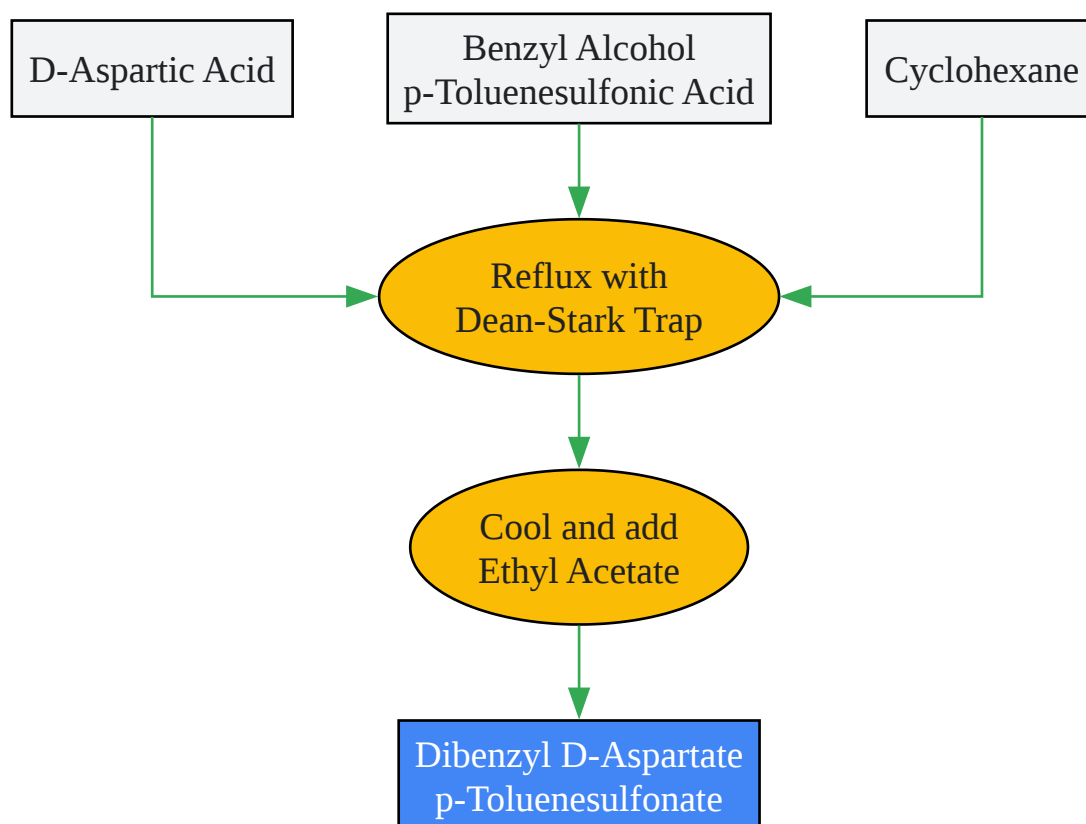 D-Aspartic Acid
Benzyl Alcohol
p-Toluenesulfonic Acid
Cyclohexane
Reflux with
Dean-Stark Trap
Cool and add
Ethyl Acetate
Dibenzyl D-Aspartate
p-Toluenesulfonate